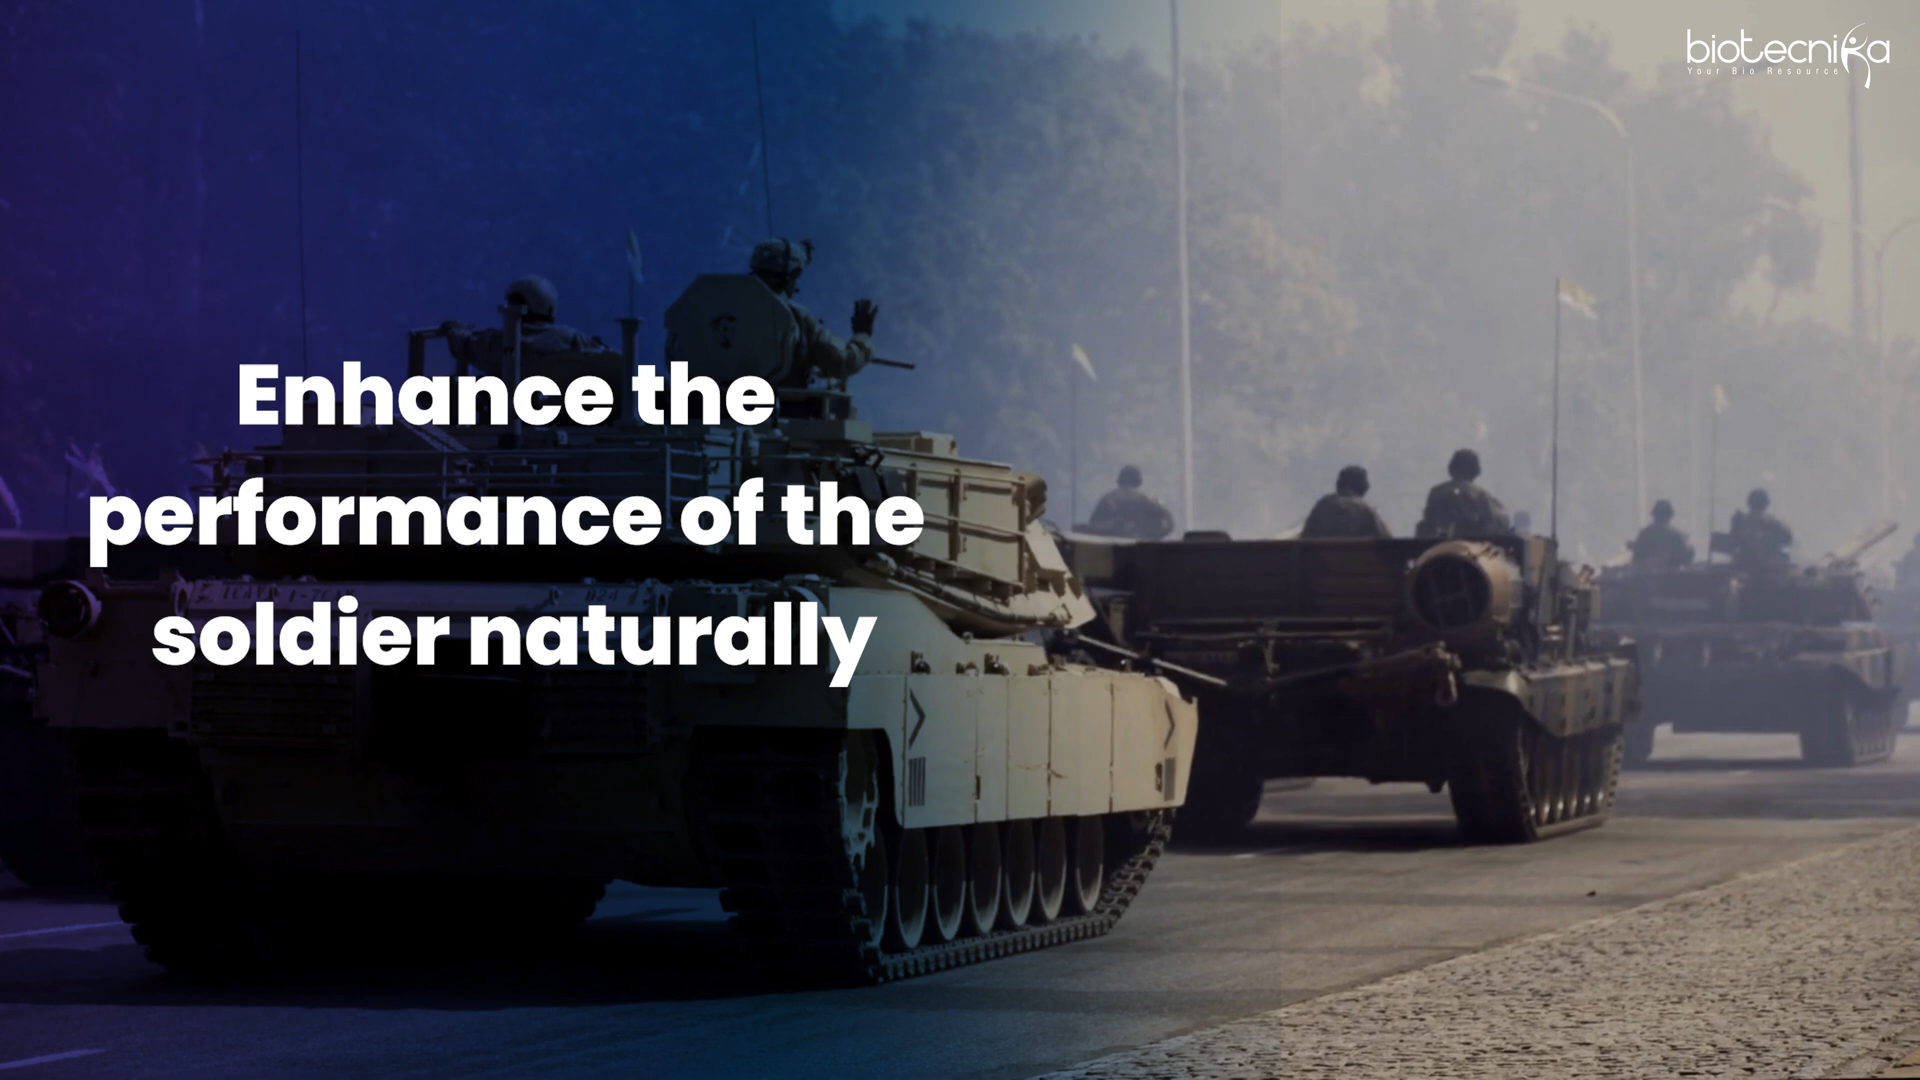 biotecnika
Your Bio Resource
Enhance the
performance of the
soldier naturally